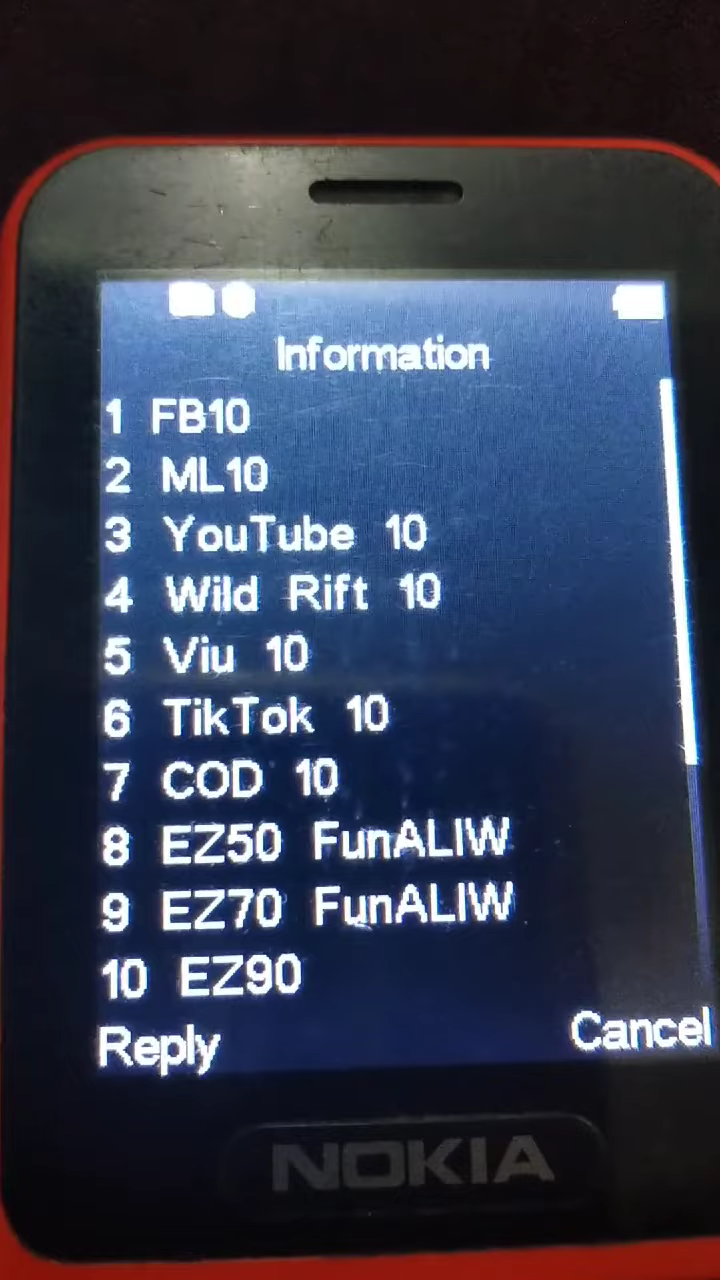 Information
1 FB10
2 ML10
3 YouTube 10
4 Wild Rift 10
5 Viu 10
6 TikTok 10
7 COD 10
8 EZ50 FunALIW
9 EZ70 FunALIW
10 EZ90
Reply Cancel
NOKIA